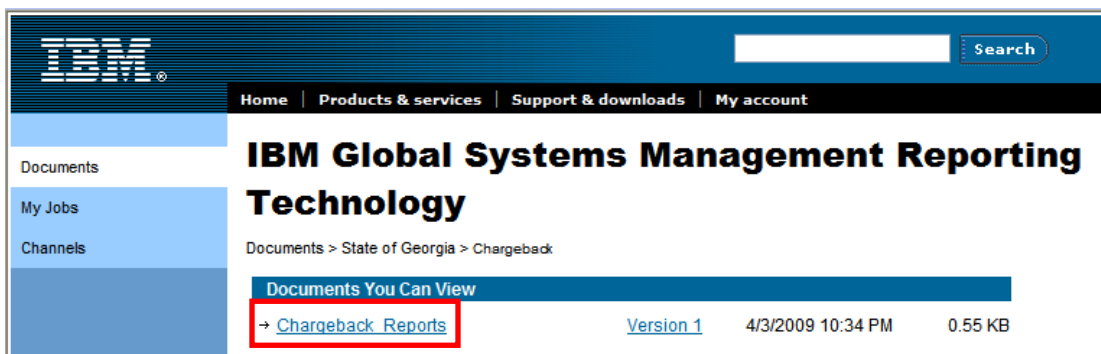 IBM®
Search
Home | Products & services | Support & downloads | My account
Documents
My Jobs
Channels
IBM Global Systems Management Reporting
Technology
Documents > State of Georgia > Chargeback
Documents You Can View
→ Chargeback_Reports Version 1 4/3/2009 10:34 PM 0.55 KB